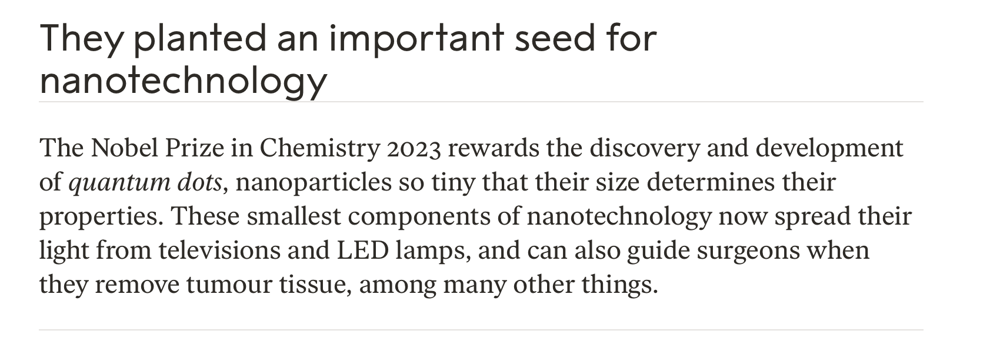 They planted an important seed for
nanotechnology
The Nobel Prize in Chemistry 2023 rewards the discovery and development
of quantum dots, nanoparticles so tiny that their size determines their
properties. These smallest components of nanotechnology now spread their
light from televisions and LED lamps, and can also guide surgeons when
they remove tumour tissue, among many other things.